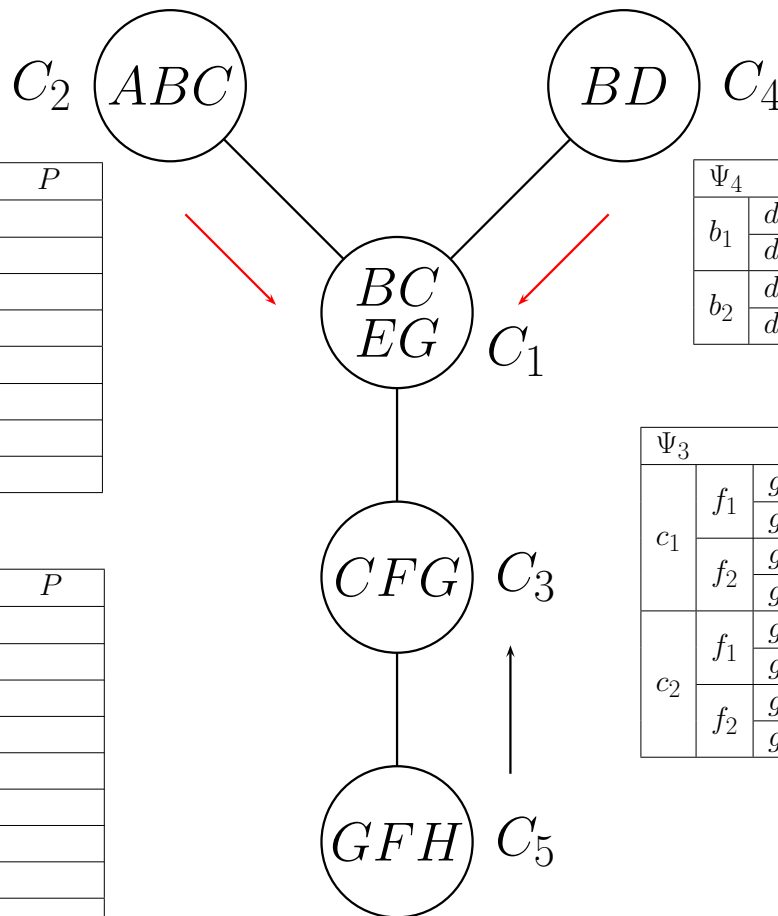 C₂ ABC
BD C₄
P
Ψ₄
b₁ d
d
b₂ d
d
BC
EG
C₁
Ψ₃
c₁ f₁ g
g
f₂ g
g
c₂ f₁ g
g
f₂ g
g
CFG C₃
P
GFH C₅